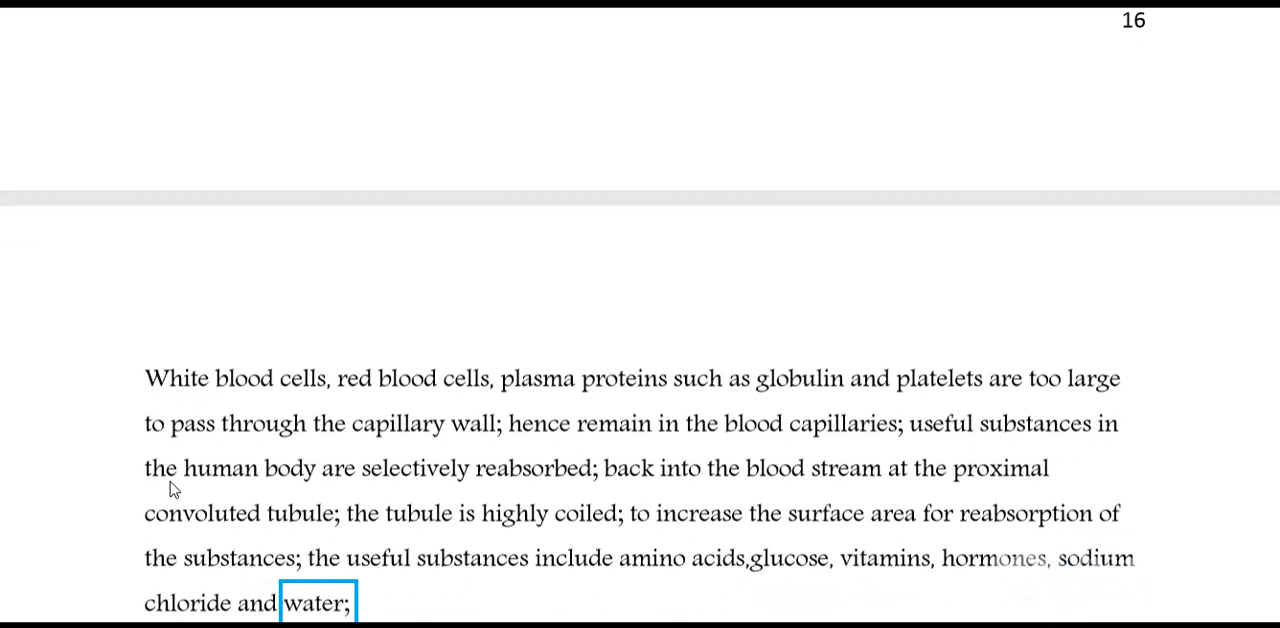 16
White blood cells, red blood cells, plasma proteins such as globulin and platelets are too large
to pass through the capillary wall; hence remain in the blood capillaries; useful substances in
the human body are selectively reabsorbed; back into the blood stream at the proximal
convoluted tubule; the tubule is highly coiled; to increase the surface area for reabsorption of
the substances; the useful substances include amino acids,glucose, vitamins, hormones, sodium
chloride and water;